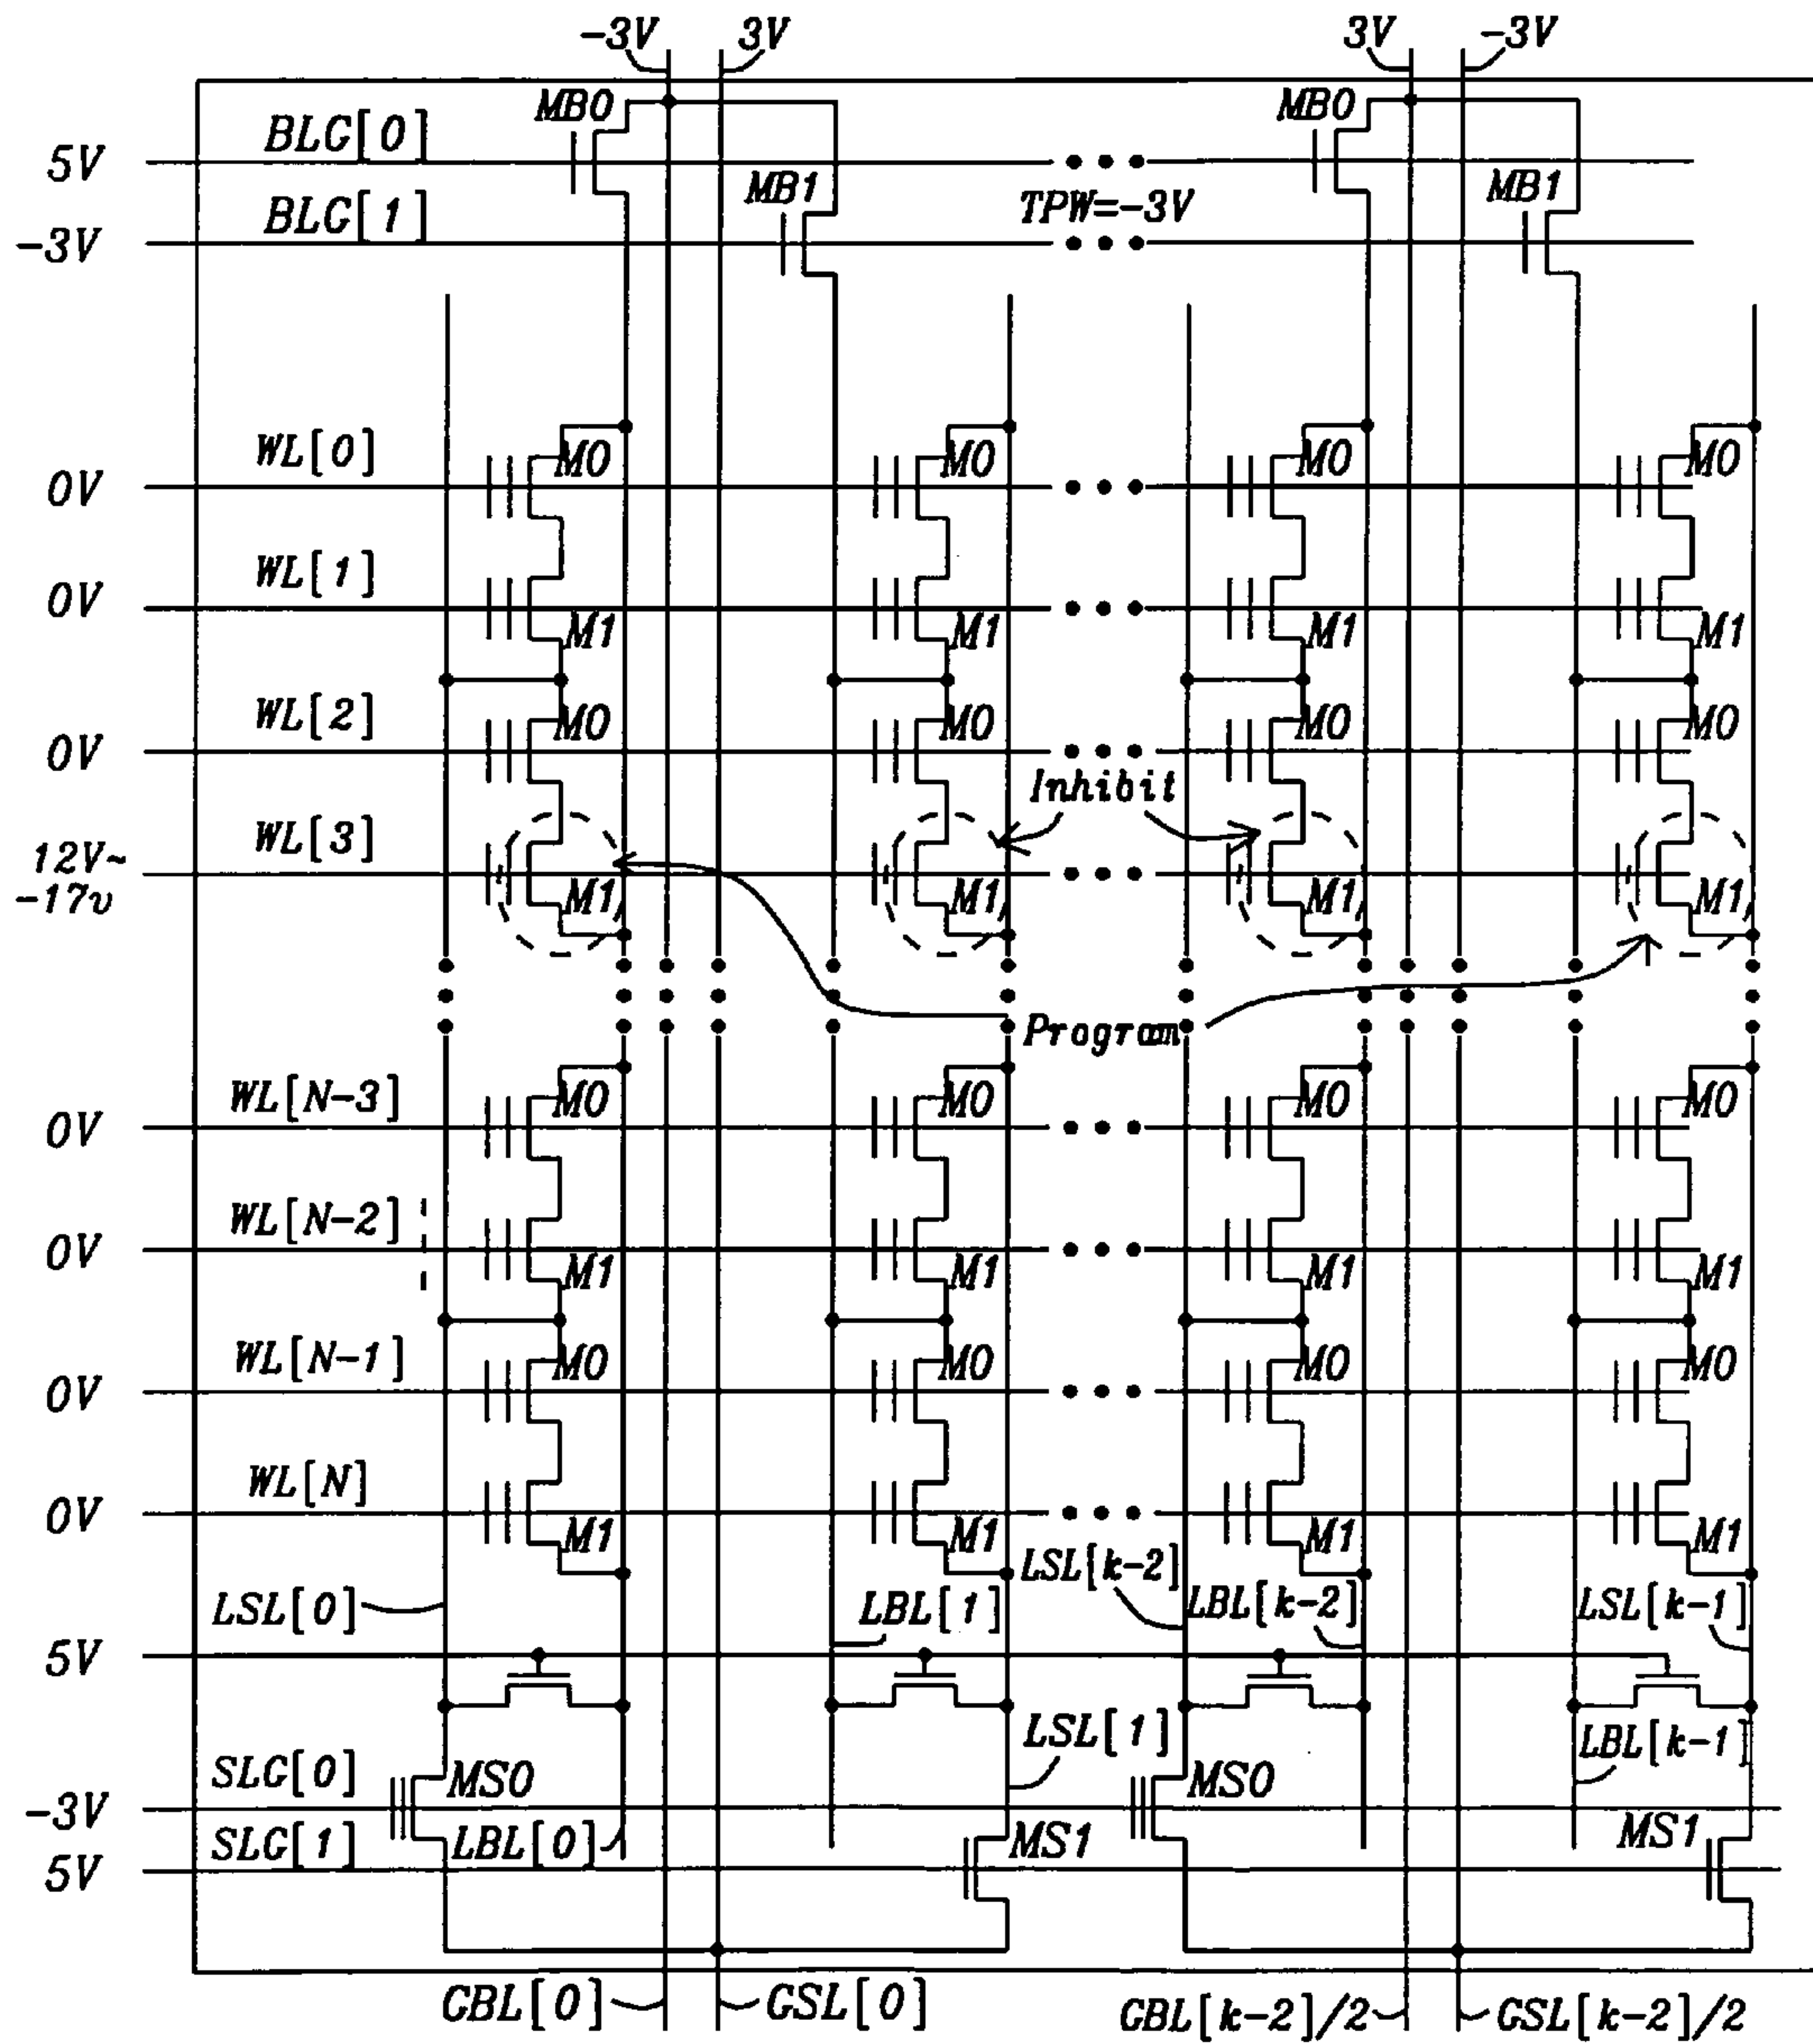 -3V 3V 3V -3V
MB0 MB0
BLG[0]
5V
MB1 TPW=-3V MB1
BLG[1]
-3V
WL[0] M0 M0 M0 M0
0V
WL[1]
0V
M1 M1 M1 M1
WL[2] M0 M0 M0 M0
0V
Inhibit
WL[3]
12V~
-17v
M1 M1 M1 M1
Program
WL[N-3] M0 M0 M0 M0
0V
WL[N-2]
0V
M1 M1 M1 M1
WL[N-1] M0 M0 M0 M0
0V
WL[N]
0V
M1 M1 M1 M1
LSL[k-2]
LSL[0] LBL[1] LBL[k-2] LSL[k-1]
5V
LSL[1] LBL[k-1]
SLG[0] MS0 MS0
-3V
SLG[1] LBL[0] MS1 MS1
5V
GBL[0] GSL[0] GBL[k-2]/2 GSL[k-2]/2